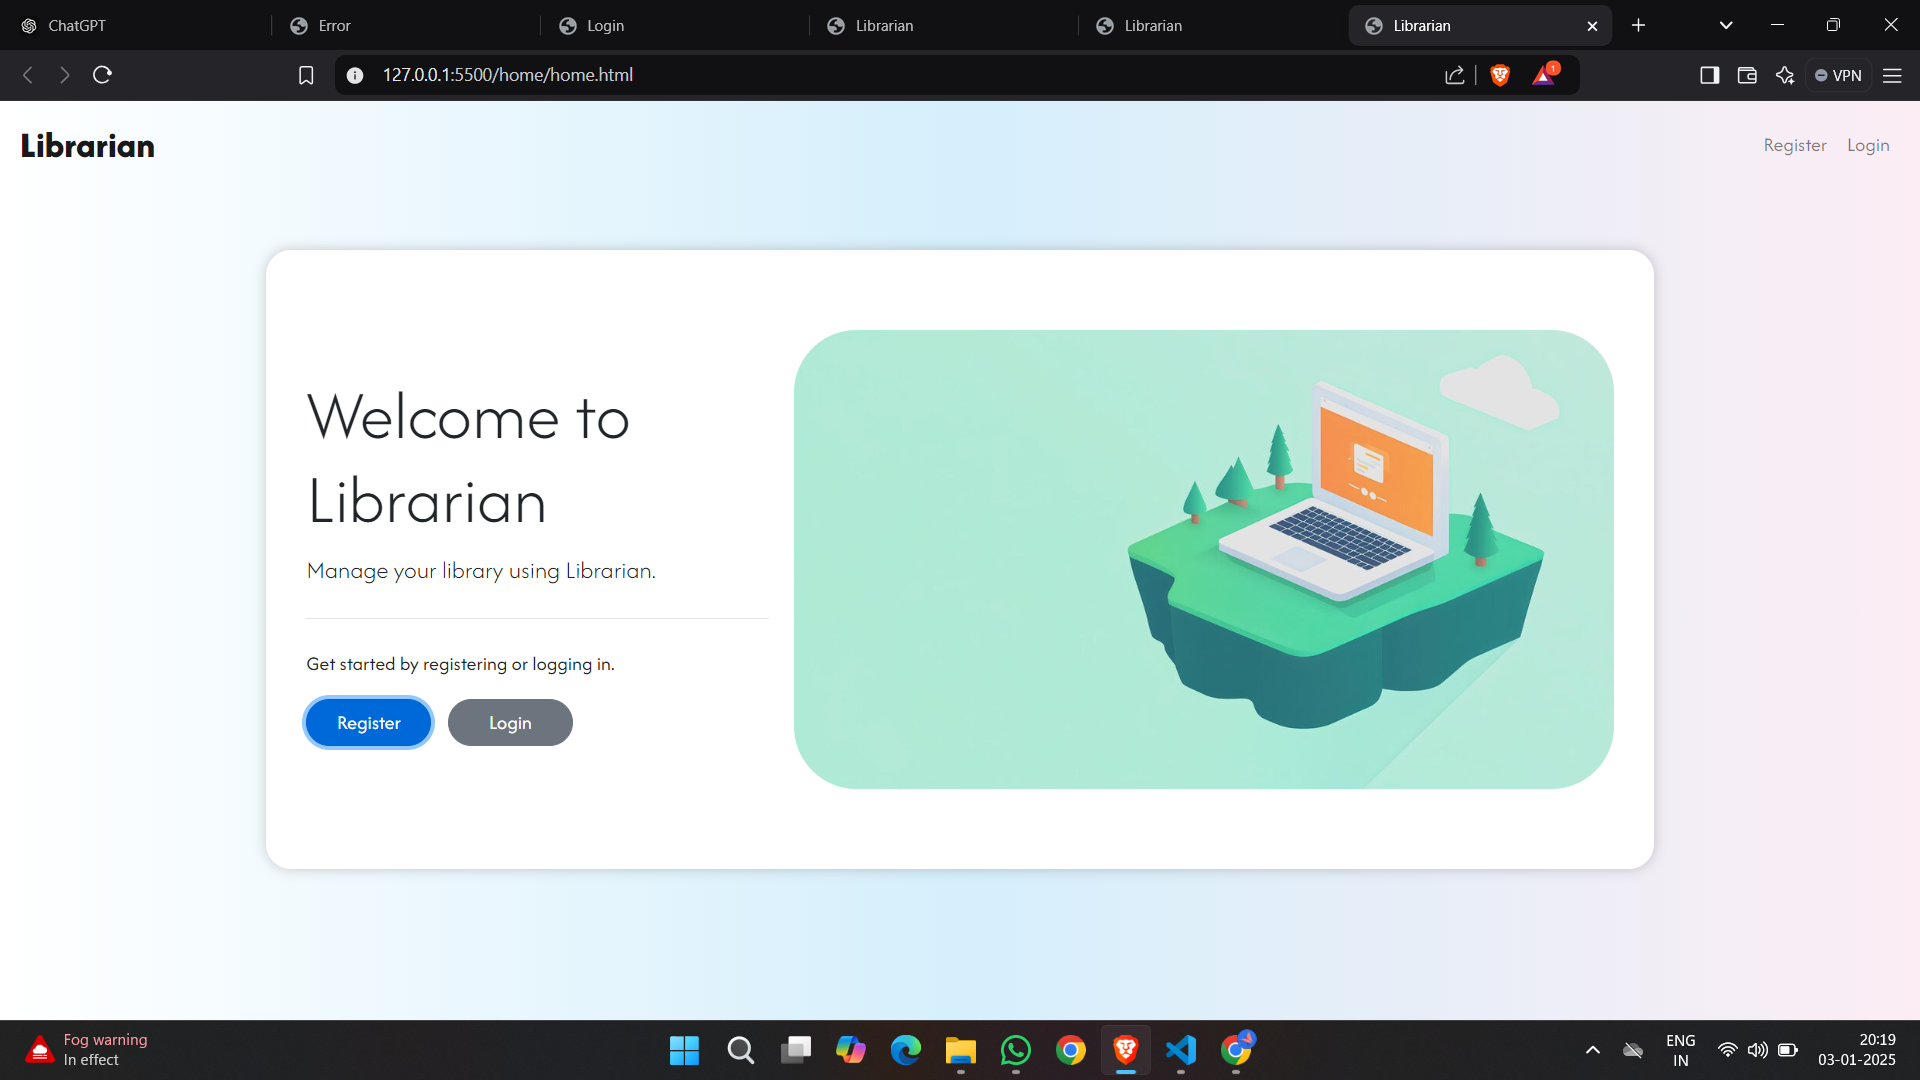 ChatGPT
Error
Login
Librarian
Librarian
Librarian
127.0.0.1:5500/home/home.html
1
VPN
Librarian
Register Login
Welcome to
Librarian
Manage your library using Librarian.
Get started by registering or logging in.
Register
Login
Fog warning
In effect
ENG
IN
20:19
03-01-2025